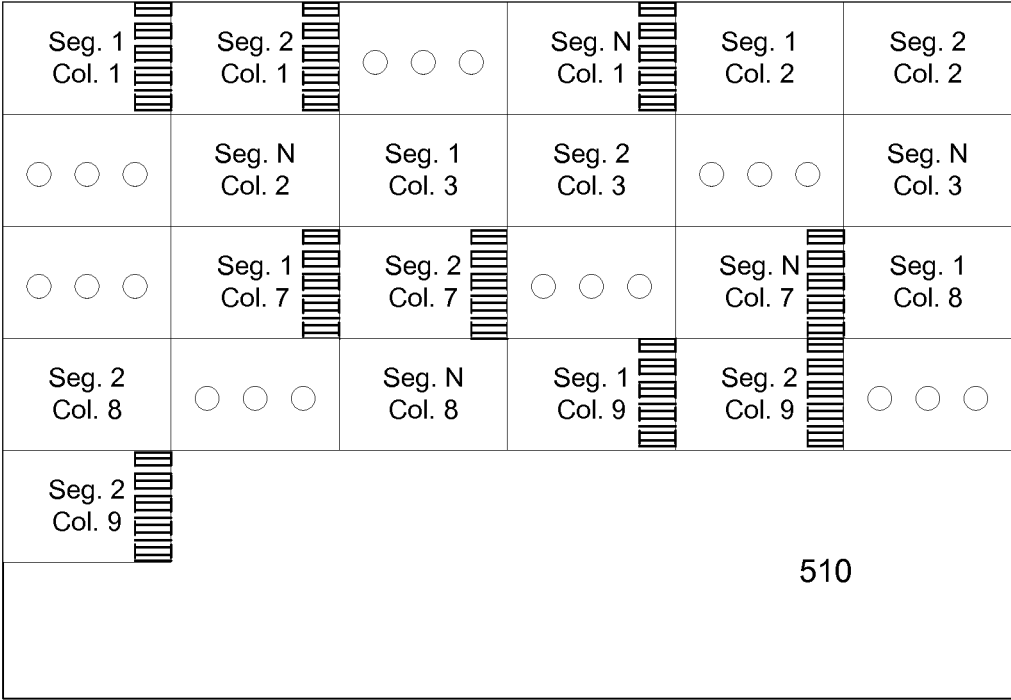 Seg. 1
Col. 1
Seg. 2
Col. 1
Seg. N
Col. 1
Seg. 1
Col. 2
Seg. 2
Col. 2
Seg. N
Col. 2
Seg. 1
Col. 3
Seg. 2
Col. 3
Seg. N
Col. 3
Seg. 1
Col. 7
Seg. 2
Col. 7
Seg. N
Col. 7
Seg. 1
Col. 8
Seg. 2
Col. 8
Seg. N
Col. 8
Seg. 1
Col. 9
Seg. 2
Col. 9
Seg. 2
Col. 9
510